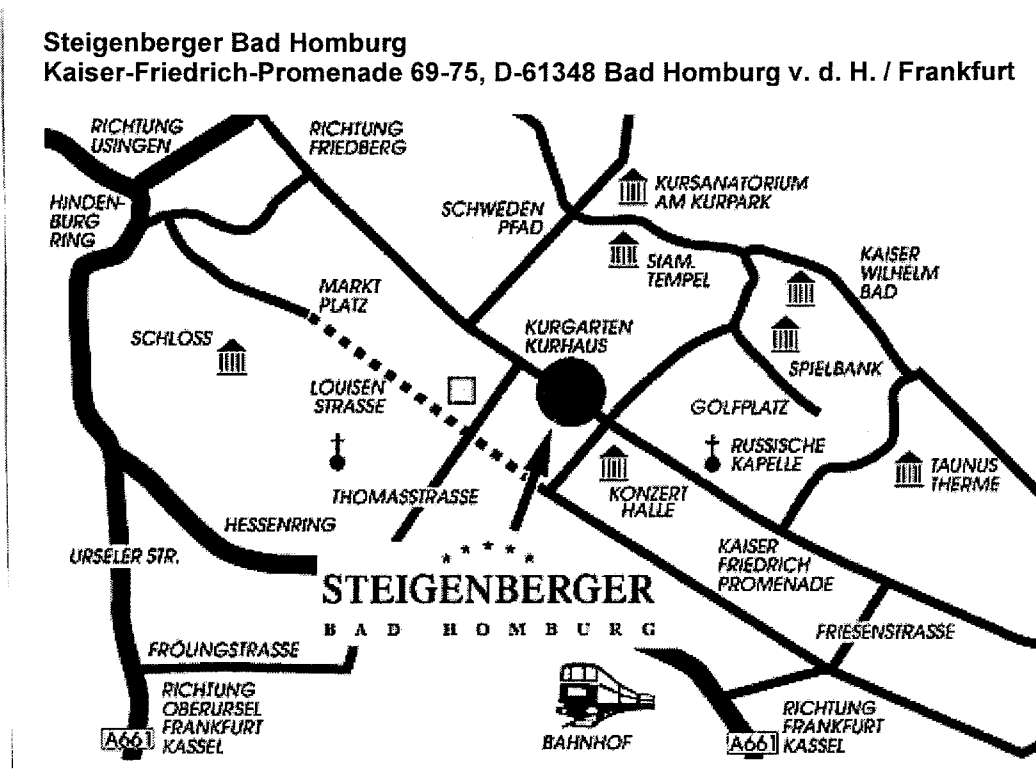 Steigenberger Bad Homburg
Kaiser-Friedrich-Promenade 69-75, D-61348 Bad Homburg v. d. H. / Frankfurt
RICHTUNG
USINGEN
RICHTUNG
FRIEDBERG
HINDEN-
BURG
RING
SCHWEDEN
PFAD
KURSANATORIUM
AM KURPARK
SIAM.
TEMPEL
KAISER
WILHELM
BAD
MARKT
PLATZ
SCHLOSS
KURGARTEN
KURHAUS
SPIELBANK
LOUISEN
STRASSE
GOLFPLATZ
RUSSISCHE
KAPELLE
TAUNUS
THERME
THOMASSTRASSE
KONZERT
HALLE
HESSENRING
URSELER STR.
KAISER
FRIEDRICH
PROMENADE
STEIGENBERGER
BAD HOMBURG
FRIESENSTRASSE
FRÖLINGSTRASSE
RICHTUNG
OBERURSEL
FRANKFURT
KASSEL
A661
BAHNHOF
RICHTUNG
FRANKFURT
KASSEL
A661